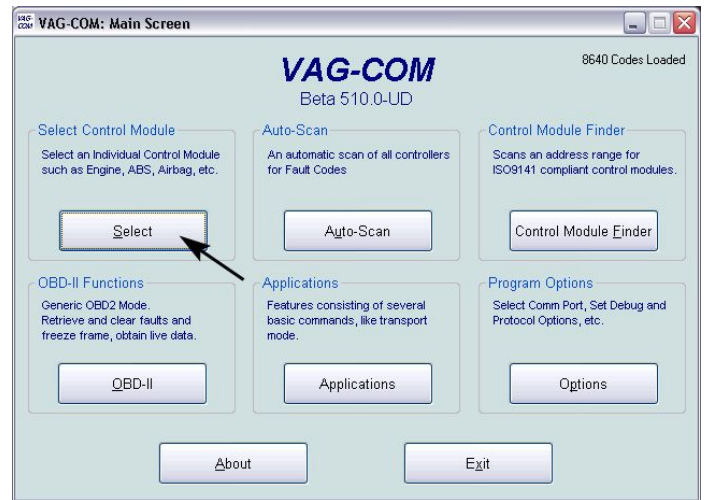 VAG-COM: Main Screen
VAG-COM
8640 Codes Loaded
Beta 510.0-UD
Select Control Module
Select an Individual Control Module
such as Engine, ABS, Airbag, etc.
Select
Auto-Scan
An automatic scan of all controllers
for Fault Codes
Auto-Scan
Control Module Finder
Scans an address range for
ISO9141 compliant control modules.
Control Module Finder
OBD-II Functions
Generic OBD2 Mode.
Retrieve and clear faults and
freeze frame, obtain live data.
OBD-II
Applications
Features consisting of several
basic commands, like transport
mode.
Applications
Program Options
Select Comm Port, Set Debug and
Protocol Options, etc.
Options
About
Exit